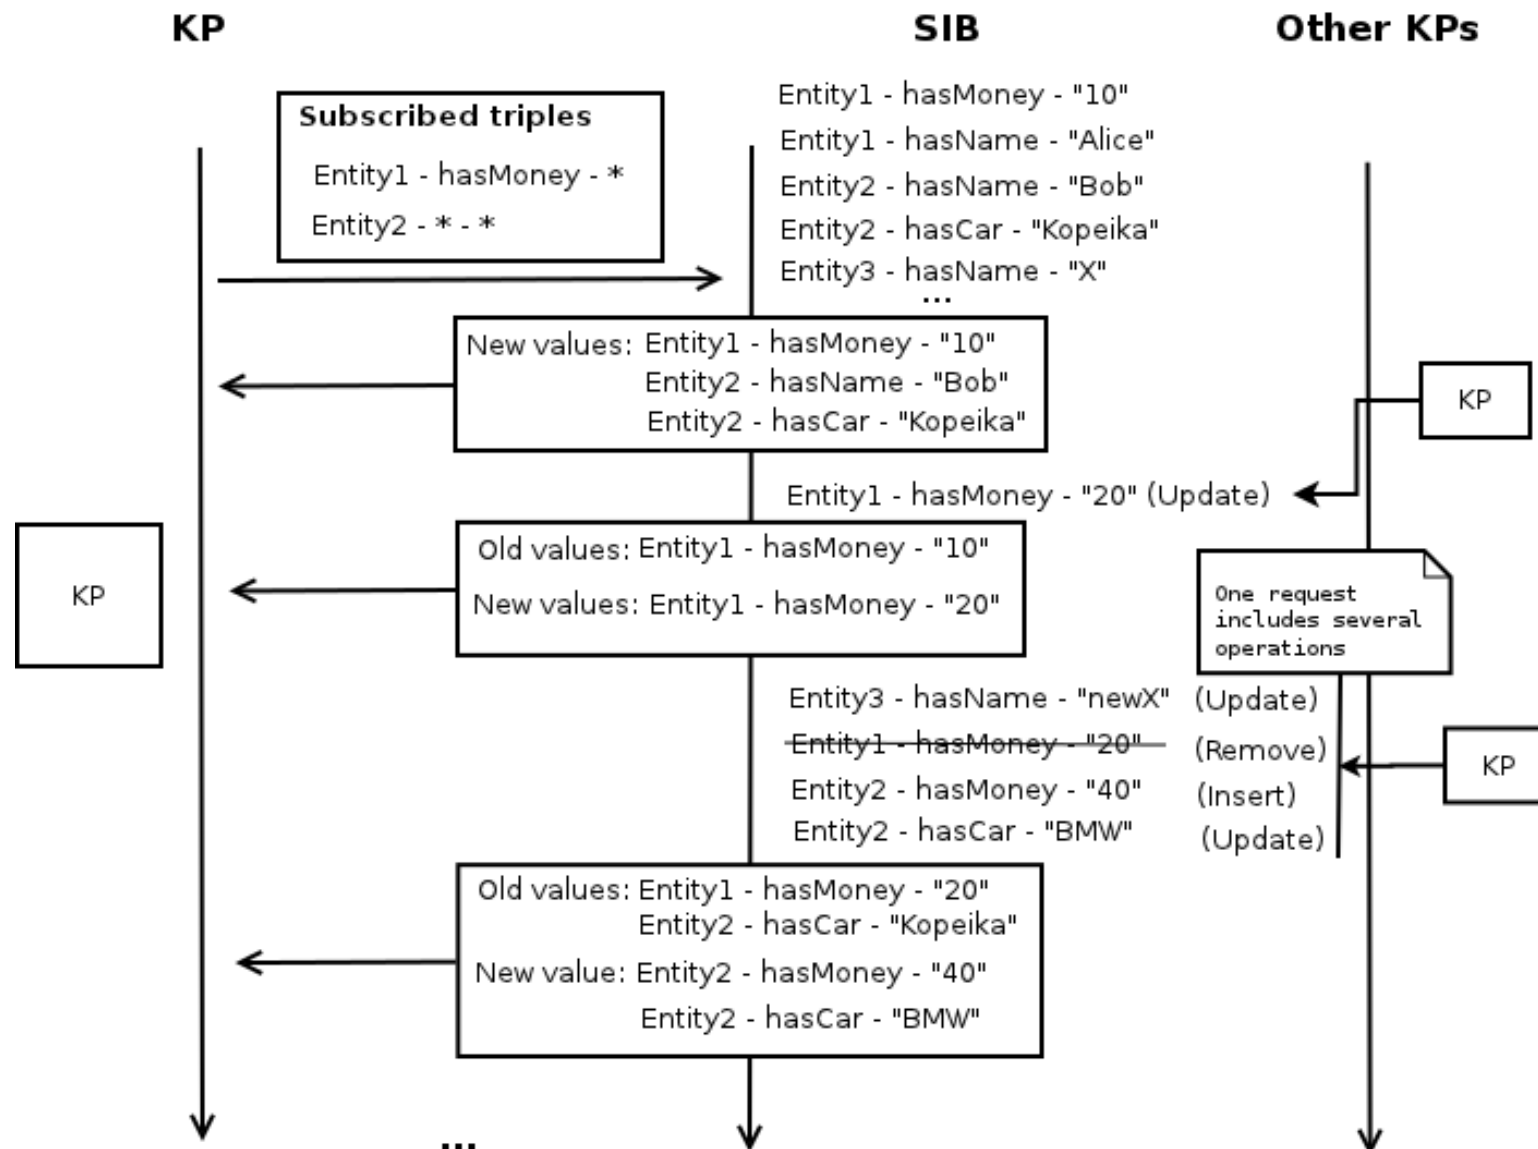 KP
SIB
Other KPs
Subscribed triples
Entity1 - hasMoney - *
Entity2 - * - *
Entity1 - hasMoney - "10"
Entity1 - hasName - "Alice"
Entity2 - hasName - "Bob"
Entity2 - hasCar - "Kopeika"
Entity3 - hasName - "X"
...
New values: Entity1 - hasMoney - "10"
Entity2 - hasName - "Bob"
Entity2 - hasCar - "Kopeika"
KP
Entity1 - hasMoney - "20" (Update)
KP
Old values: Entity1 - hasMoney - "10"
New values: Entity1 - hasMoney - "20"
One request
includes several
operations
Entity3 - hasName - "newX" (Update)
Entity1 - hasMoney - "20" (Remove)
Entity2 - hasMoney - "40" (Insert)
Entity2 - hasCar - "BMW" (Update)
KP
Old values: Entity1 - hasMoney - "20"
Entity2 - hasCar - "Kopeika"
New value: Entity2 - hasMoney - "40"
Entity2 - hasCar - "BMW"
...